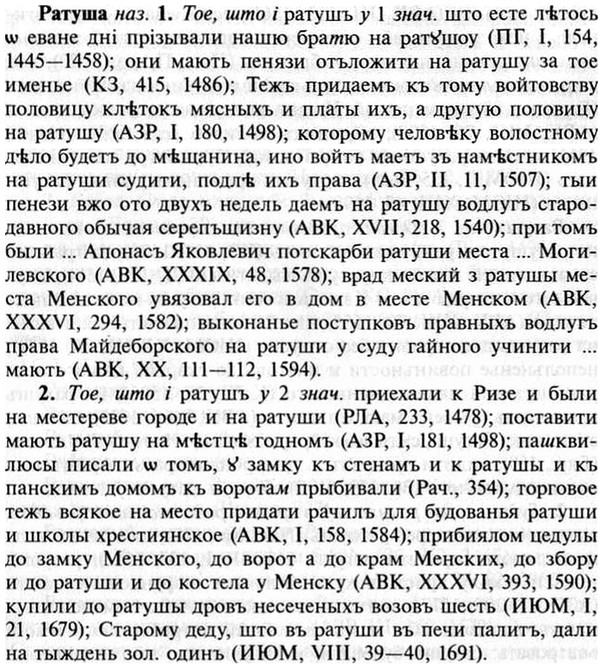 Ратуша наз. 1. Тое, што і ратушъ у 1 знач. што есте лѣтось
ѡ еване дні прізывали нашю братю на ратꙋшоу (ПГ, I, 154,
1445—1458); они мають пенязи отъложити на ратушу за тое
именье (КЗ, 415, 1486); Тежъ придаемъ къ тому войтовству
половицу клѣтокъ мясныхъ и платы ихъ, а другую половицу
на ратушу (АЗР, I, 180, 1498); которому человѣку волостному
дѣло будетъ до мѣщанина, ино войтъ маетъ зъ намѣстникомъ
на ратуши судити, подлѣ ихъ права (АЗР, II, 11, 1507); тыи
пенези вжо ото двухъ недель даемъ на ратушу водлугъ старо-
давного обычая серепъщизну (АВК, XVII, 218, 1540); при томъ
были ... Апонасъ Яковлевич потскарби ратуши места ... Моги-
левского (АВК, XXXIX, 48, 1578); врад меский з ратушы ме-
ста Менского увязовал его в дом в месте Менском (АВК,
XXXVI, 294, 1582); выконанье поступковъ правныхъ водлугъ
права Майдеборского на ратуши у суду гайного учинити ...
мають (АВК, XX, 111—112, 1594).
2. Тое, што і ратушъ у 2 знач. приехали к Ризе и были
на местереве городе и на ратуши (РЛА, 233, 1478); поставити
мають ратушу на мѣстцѣ годномъ (АЗР, I, 181, 1498); пашкви-
люсы писали ѡ томъ, ꙋ замку къ стенамъ и к ратушы и къ
панскимъ домомъ къ воротам прыбивали (Рач., 354); торговое
тежъ всякое на место придати рачилъ для будованья ратуши
и школы хрестиянское (АВК, I, 158, 1584); прибиялом цедулы
до замку Менского, до ворот а до крам Менских, до збору
и до ратуши и до костела у Менску (АВК, XXXVI, 393, 1590);
купили до ратушы дровъ несеченых возовъ шесть (ИЮМ, I,
21, 1679); Старому деду, што въ ратуши въ печи палитъ, дали
на тыждень зол. одинъ (ИЮМ, VIII, 39—40, 1691).